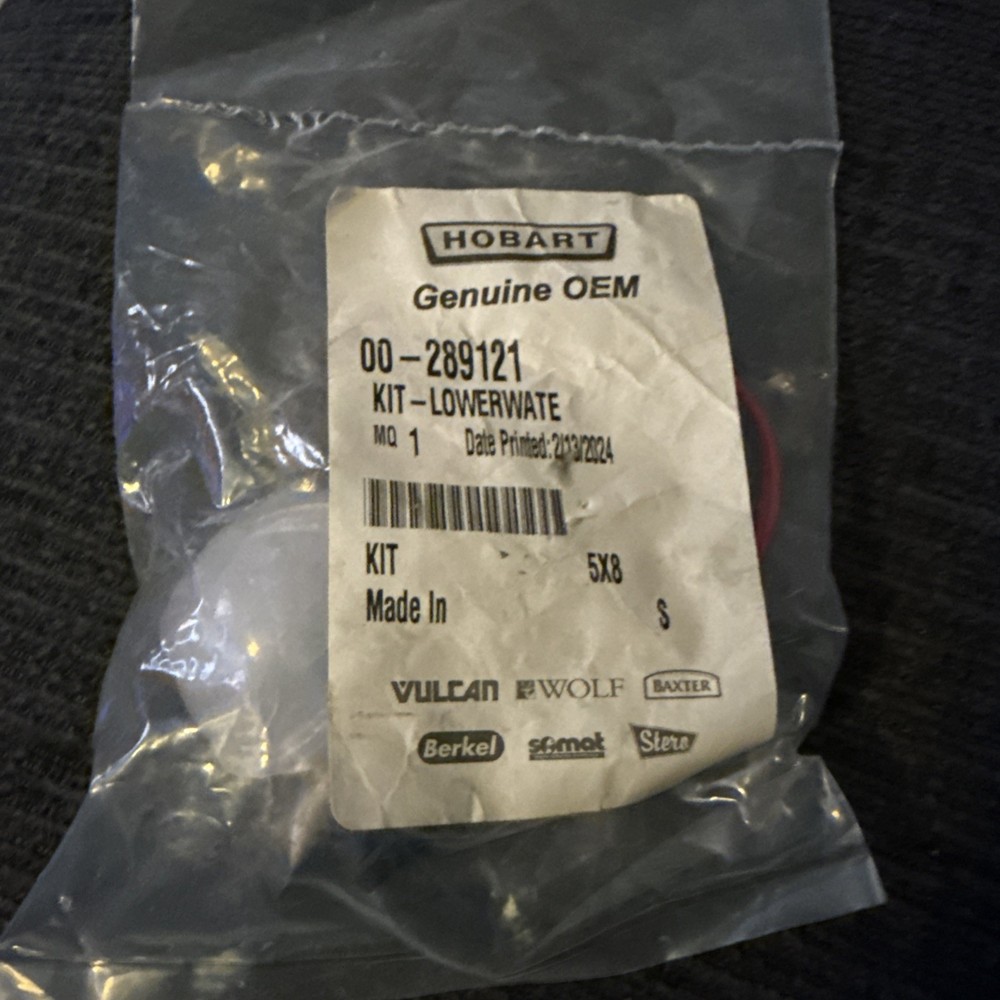 HOBART
Genuine OEM
00-289121
KIT-LOWERWATE
MQ 1 Date Printed: 2/13/2024
KIT 5X8
Made In S
VULCAN WOLF BAXTER
Berkel somat Stero